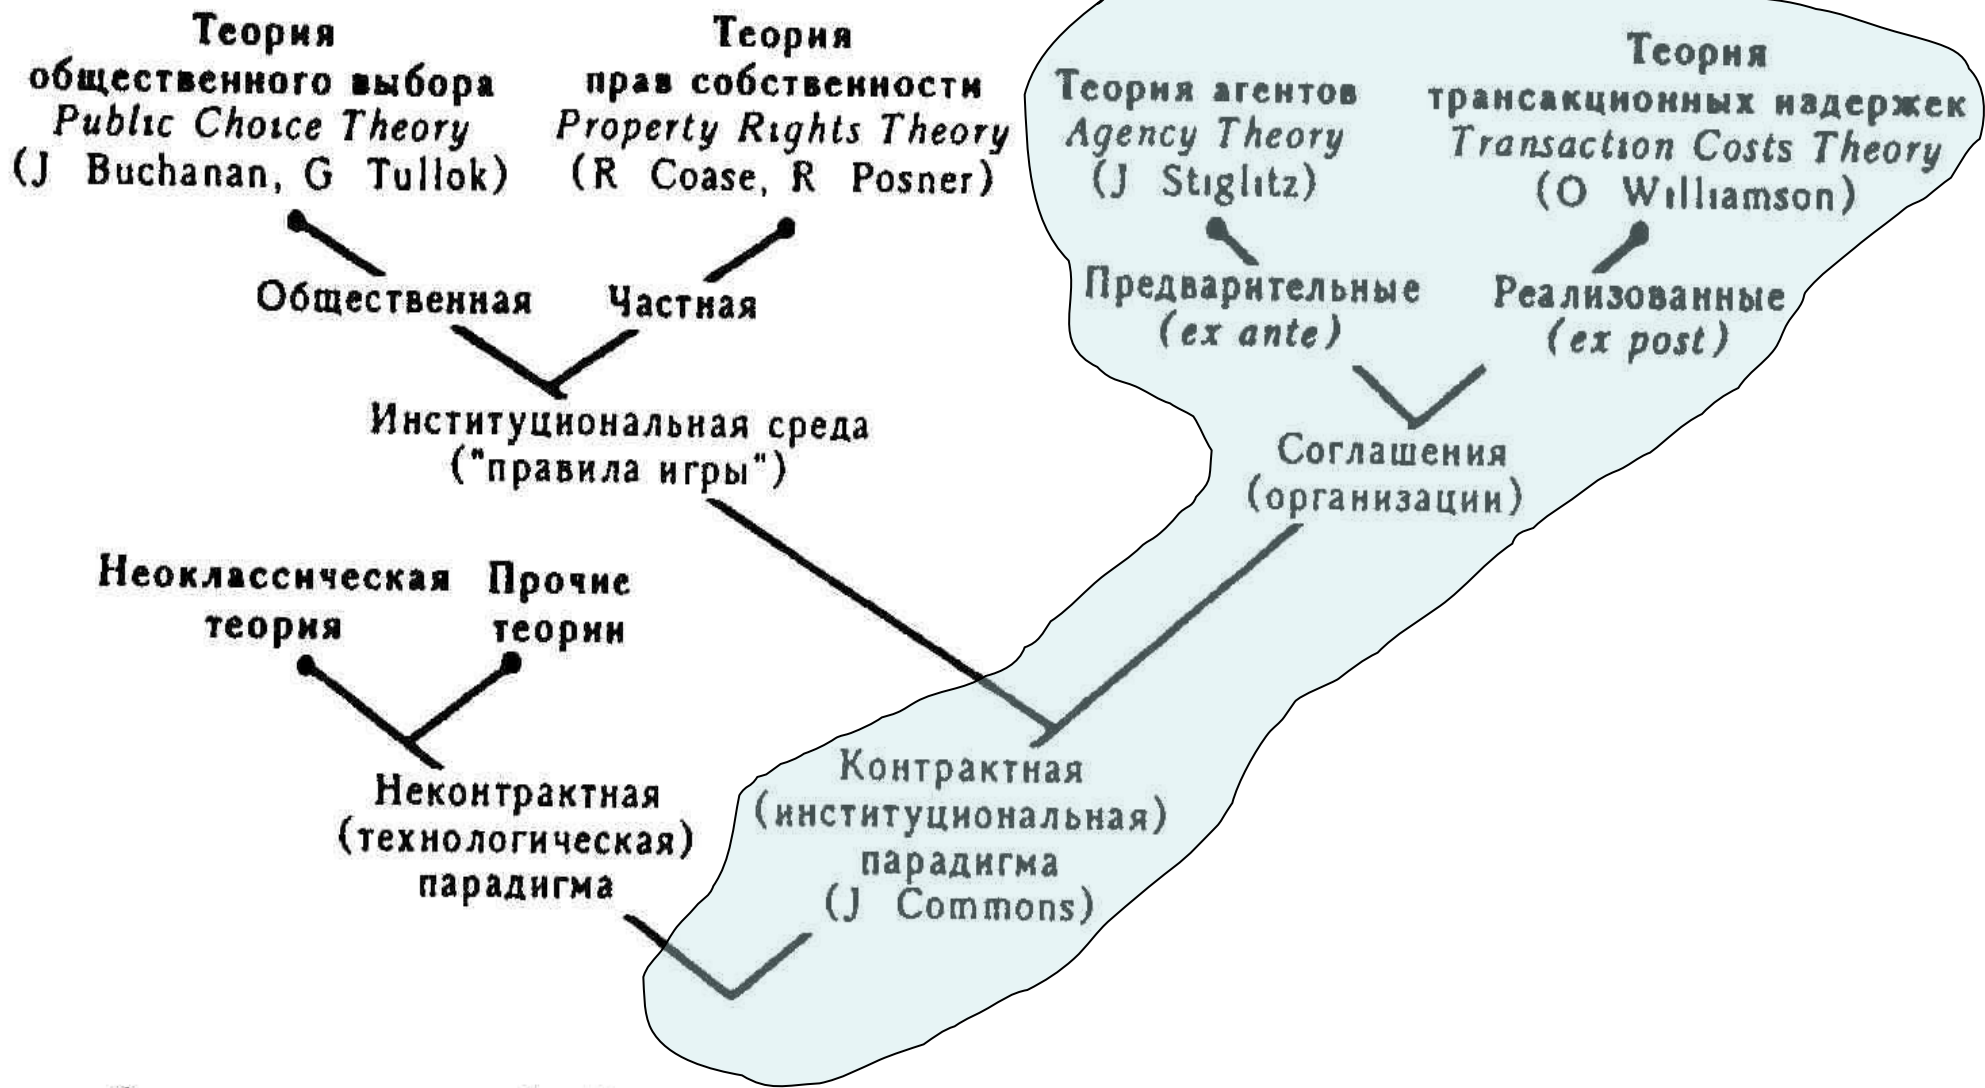 Теория
общественного выбора
Public Choice Theory
(J Buchanan, G Tullok)
Теория
прав собственности
Property Rights Theory
(R Coase, R Posner)
Теория агентов
Agency Theory
(J Stiglitz)
Теория
трансакционных издержек
Transaction Costs Theory
(O Williamson)
Общественная
Частная
Предварительные
(ex ante)
Реализованные
(ex post)
Институциональная среда
("правила игры")
Соглашения
(организации)
Неоклассическая
теория
Прочие
теории
Неконтрактная
(технологическая)
парадигма
Контрактная
(институциональная)
парадигма
(J Commons)